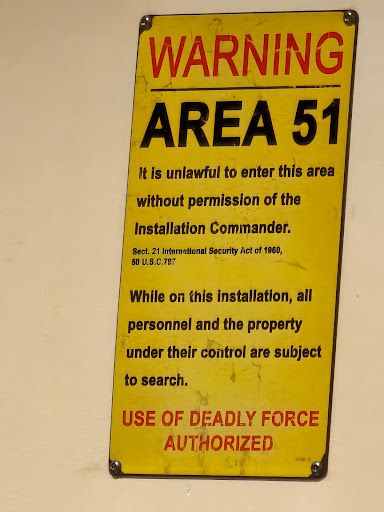 WARNING
AREA 51
It is unlawful to enter this area
without permission of the
Installation Commander.
Sect. 21 International Security Act of 1960,
50 U.S.C.797
While on this installation, all
personnel and the property
under their control are subject
to search.
USE OF DEADLY FORCE
AUTHORIZED